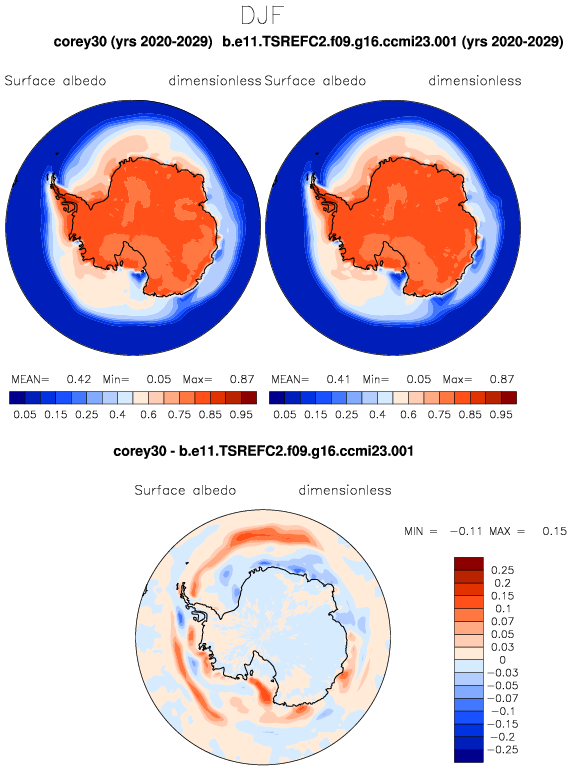 DJF
corey30 (yrs 2020-2029) b.e11.TSREFC2.f09.g16.ccmi23.001 (yrs 2020-2029)
Surface albedo dimensionless Surface albedo dimensionless
MEAN= 0.42 Min= 0.05 Max= 0.87 MEAN= 0.41 Min= 0.05 Max= 0.87
0.05 0.15 0.25 0.4 0.6 0.75 0.85 0.95 0.05 0.15 0.25 0.4 0.6 0.75 0.85 0.95
corey30 - b.e11.TSREFC2.f09.g16.ccmi23.001
Surface albedo dimensionless
MIN = -0.11 MAX = 0.15
0.25
0.2
0.15
0.1
0.07
0.05
0.03
0
-0.03
-0.05
-0.07
-0.1
-0.15
-0.2
-0.25